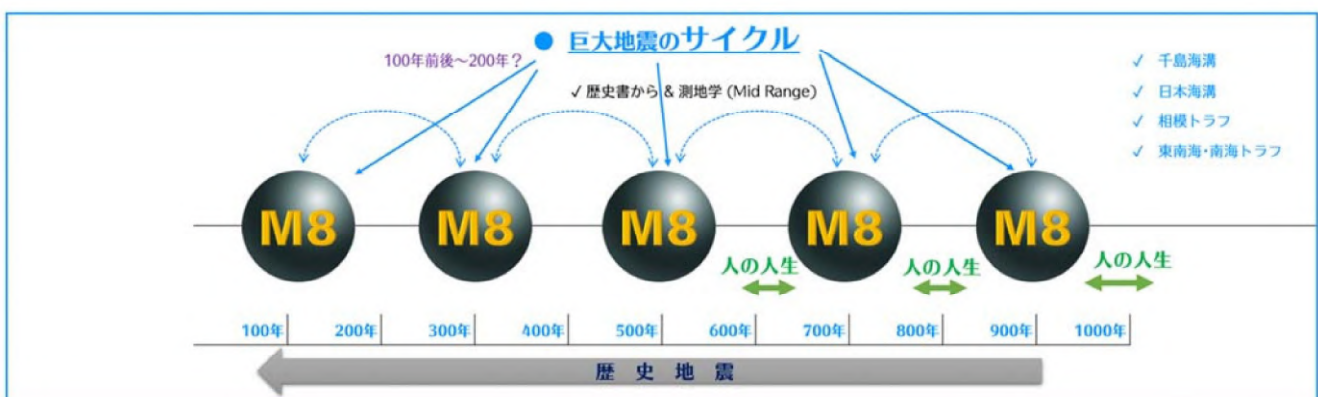 ● 巨大地震のサイクル
100年前後~200年?
✓ 歴史書から & 測地学 (Mid Range)
✓ 千島海溝
✓ 日本海溝
✓ 相模トラフ
✓ 東南海・南海トラフ
M8 M8 M8 M8 M8
人の人生 人の人生 人の人生
100年 200年 300年 400年 500年 600年 700年 800年 900年 1000年
歴史地震